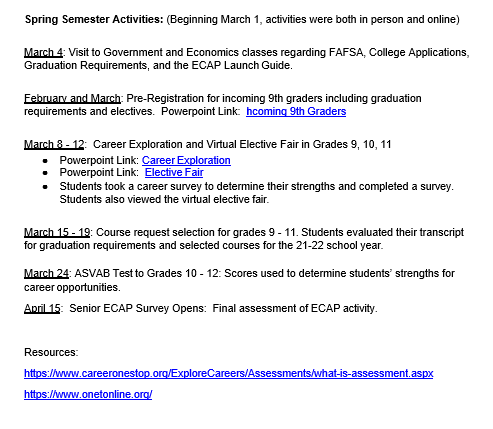 Spring Semester Activities: (Beginning March 1, activities were both in person and online)
March 4: Visit to Government and Economics classes regarding FAFSA, College Applications,
Graduation Requirements, and the ECAP Launch Guide.
February and March: Pre-Registration for incoming 9th graders including graduation
requirements and electives.  Powerpoint Link:  hcoming 9th Graders
March 8 - 12:  Career Exploration and Virtual Elective Fair in Grades 9, 10, 11
● Powerpoint Link: Career Exploration
● Powerpoint Link:  Elective Fair
● Students took a career survey to determine their strengths and completed a survey.
Students also viewed the virtual elective fair.
March 15 - 19: Course request selection for grades 9 - 11. Students evaluated their transcript
for graduation requirements and selected courses for the 21-22 school year.
March 24: ASVAB Test to Grades 10 - 12: Scores used to determine students' strengths for
career opportunities.
April 15:  Senior ECAP Survey Opens:  Final assessment of ECAP activity.
Resources:
https://www.careeronestop.org/ExploreCareers/Assessments/what-is-assessment.aspx
https://www.onetonline.org/